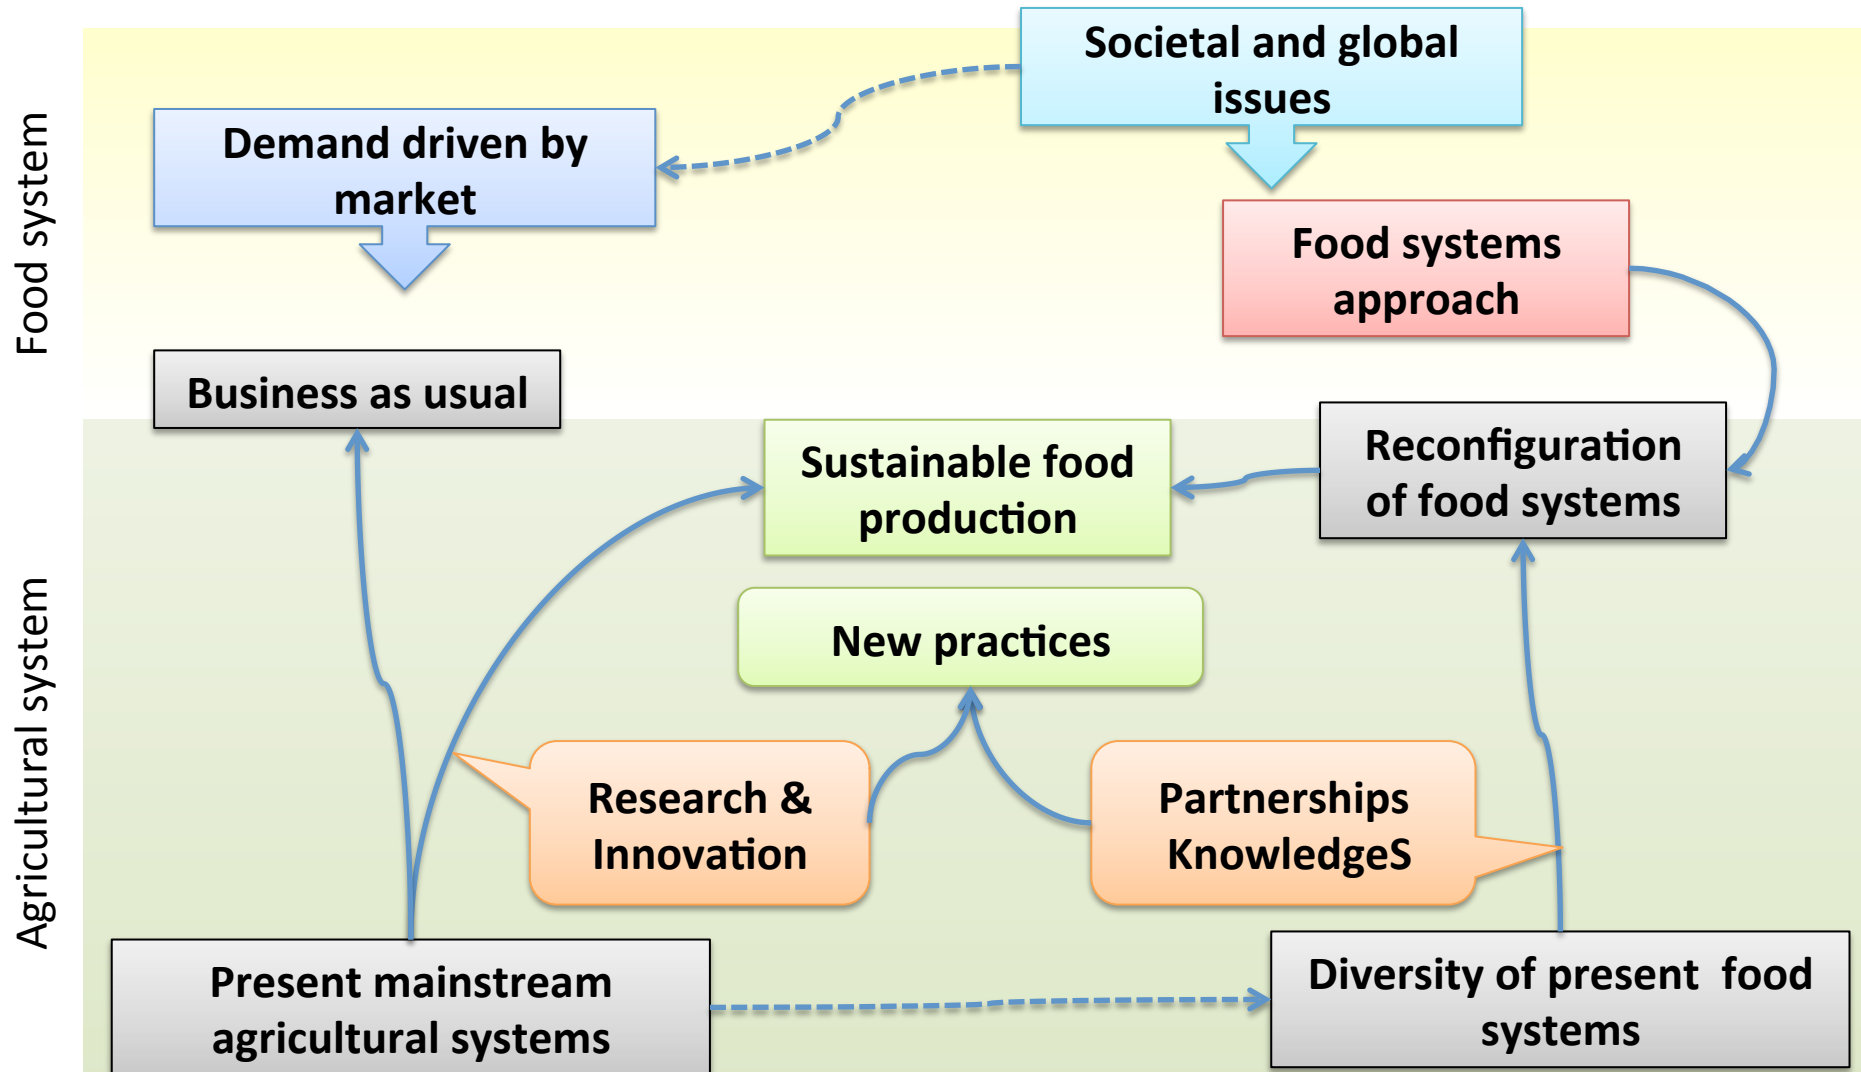 Food system
Agricultural system
Societal and global
issues
Demand driven by
market
Food systems
approach
Business as usual
Sustainable food
production
Reconfiguration
of food systems
New practices
Research &
Innovation
Partnerships
KnowledgeS
Present mainstream
agricultural systems
Diversity of present  food
systems